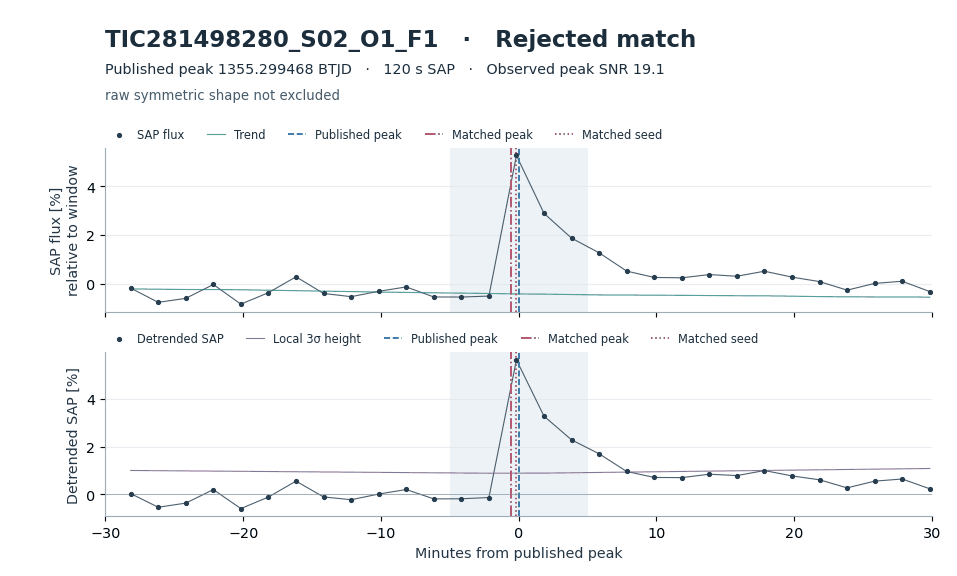 TIC281498280_S02_O1_F1 · Rejected match
Published peak 1355.299468 BTJD · 120 s SAP · Observed peak SNR 19.1
raw symmetric shape not excluded
SAP flux Trend Published peak Matched peak Matched seed
SAP flux [%]
relative to window
4
2
0
Detrended SAP Local 3σ height Published peak Matched peak Matched seed
Detrended SAP [%]
4
2
0
−30 −20 −10 0 10 20 30
Minutes from published peak